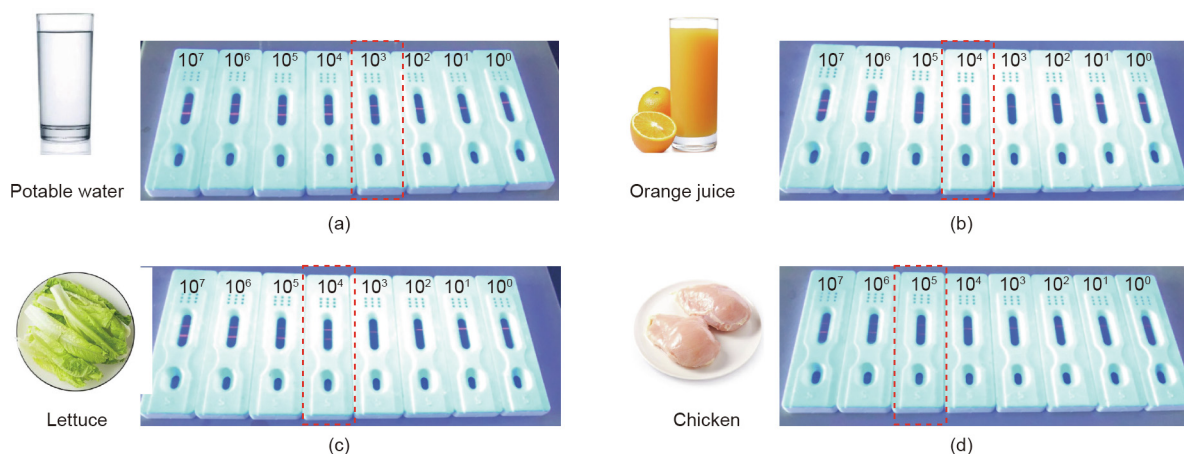 10⁷ 10⁶ 10⁵ 10⁴ 10³ 10² 10¹ 10⁰
Potable water
(a)
10⁷ 10⁶ 10⁵ 10⁴ 10³ 10² 10¹ 10⁰
Orange juice
(b)
10⁷ 10⁶ 10⁵ 10⁴ 10³ 10² 10¹ 10⁰
Lettuce
(c)
10⁷ 10⁶ 10⁵ 10⁴ 10³ 10² 10¹ 10⁰
Chicken
(d)